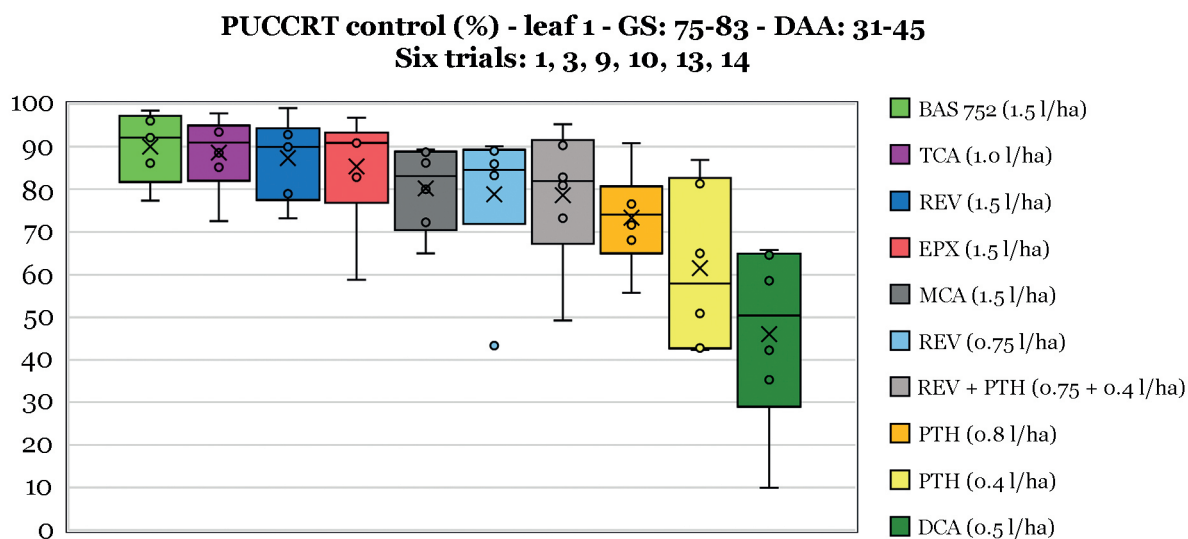 PUCCRT control (%) - leaf 1 - GS: 75-83 - DAA: 31-45
Six trials: 1, 3, 9, 10, 13, 14
100
90
80
70
60
50
40
30
20
10
0
BAS 752 (1.5 l/ha)
TCA (1.0 l/ha)
REV (1.5 l/ha)
EPX (1.5 l/ha)
MCA (1.5 l/ha)
REV (0.75 l/ha)
REV + PTH (0.75 + 0.4 l/ha)
PTH (0.8 l/ha)
PTH (0.4 l/ha)
DCA (0.5 l/ha)